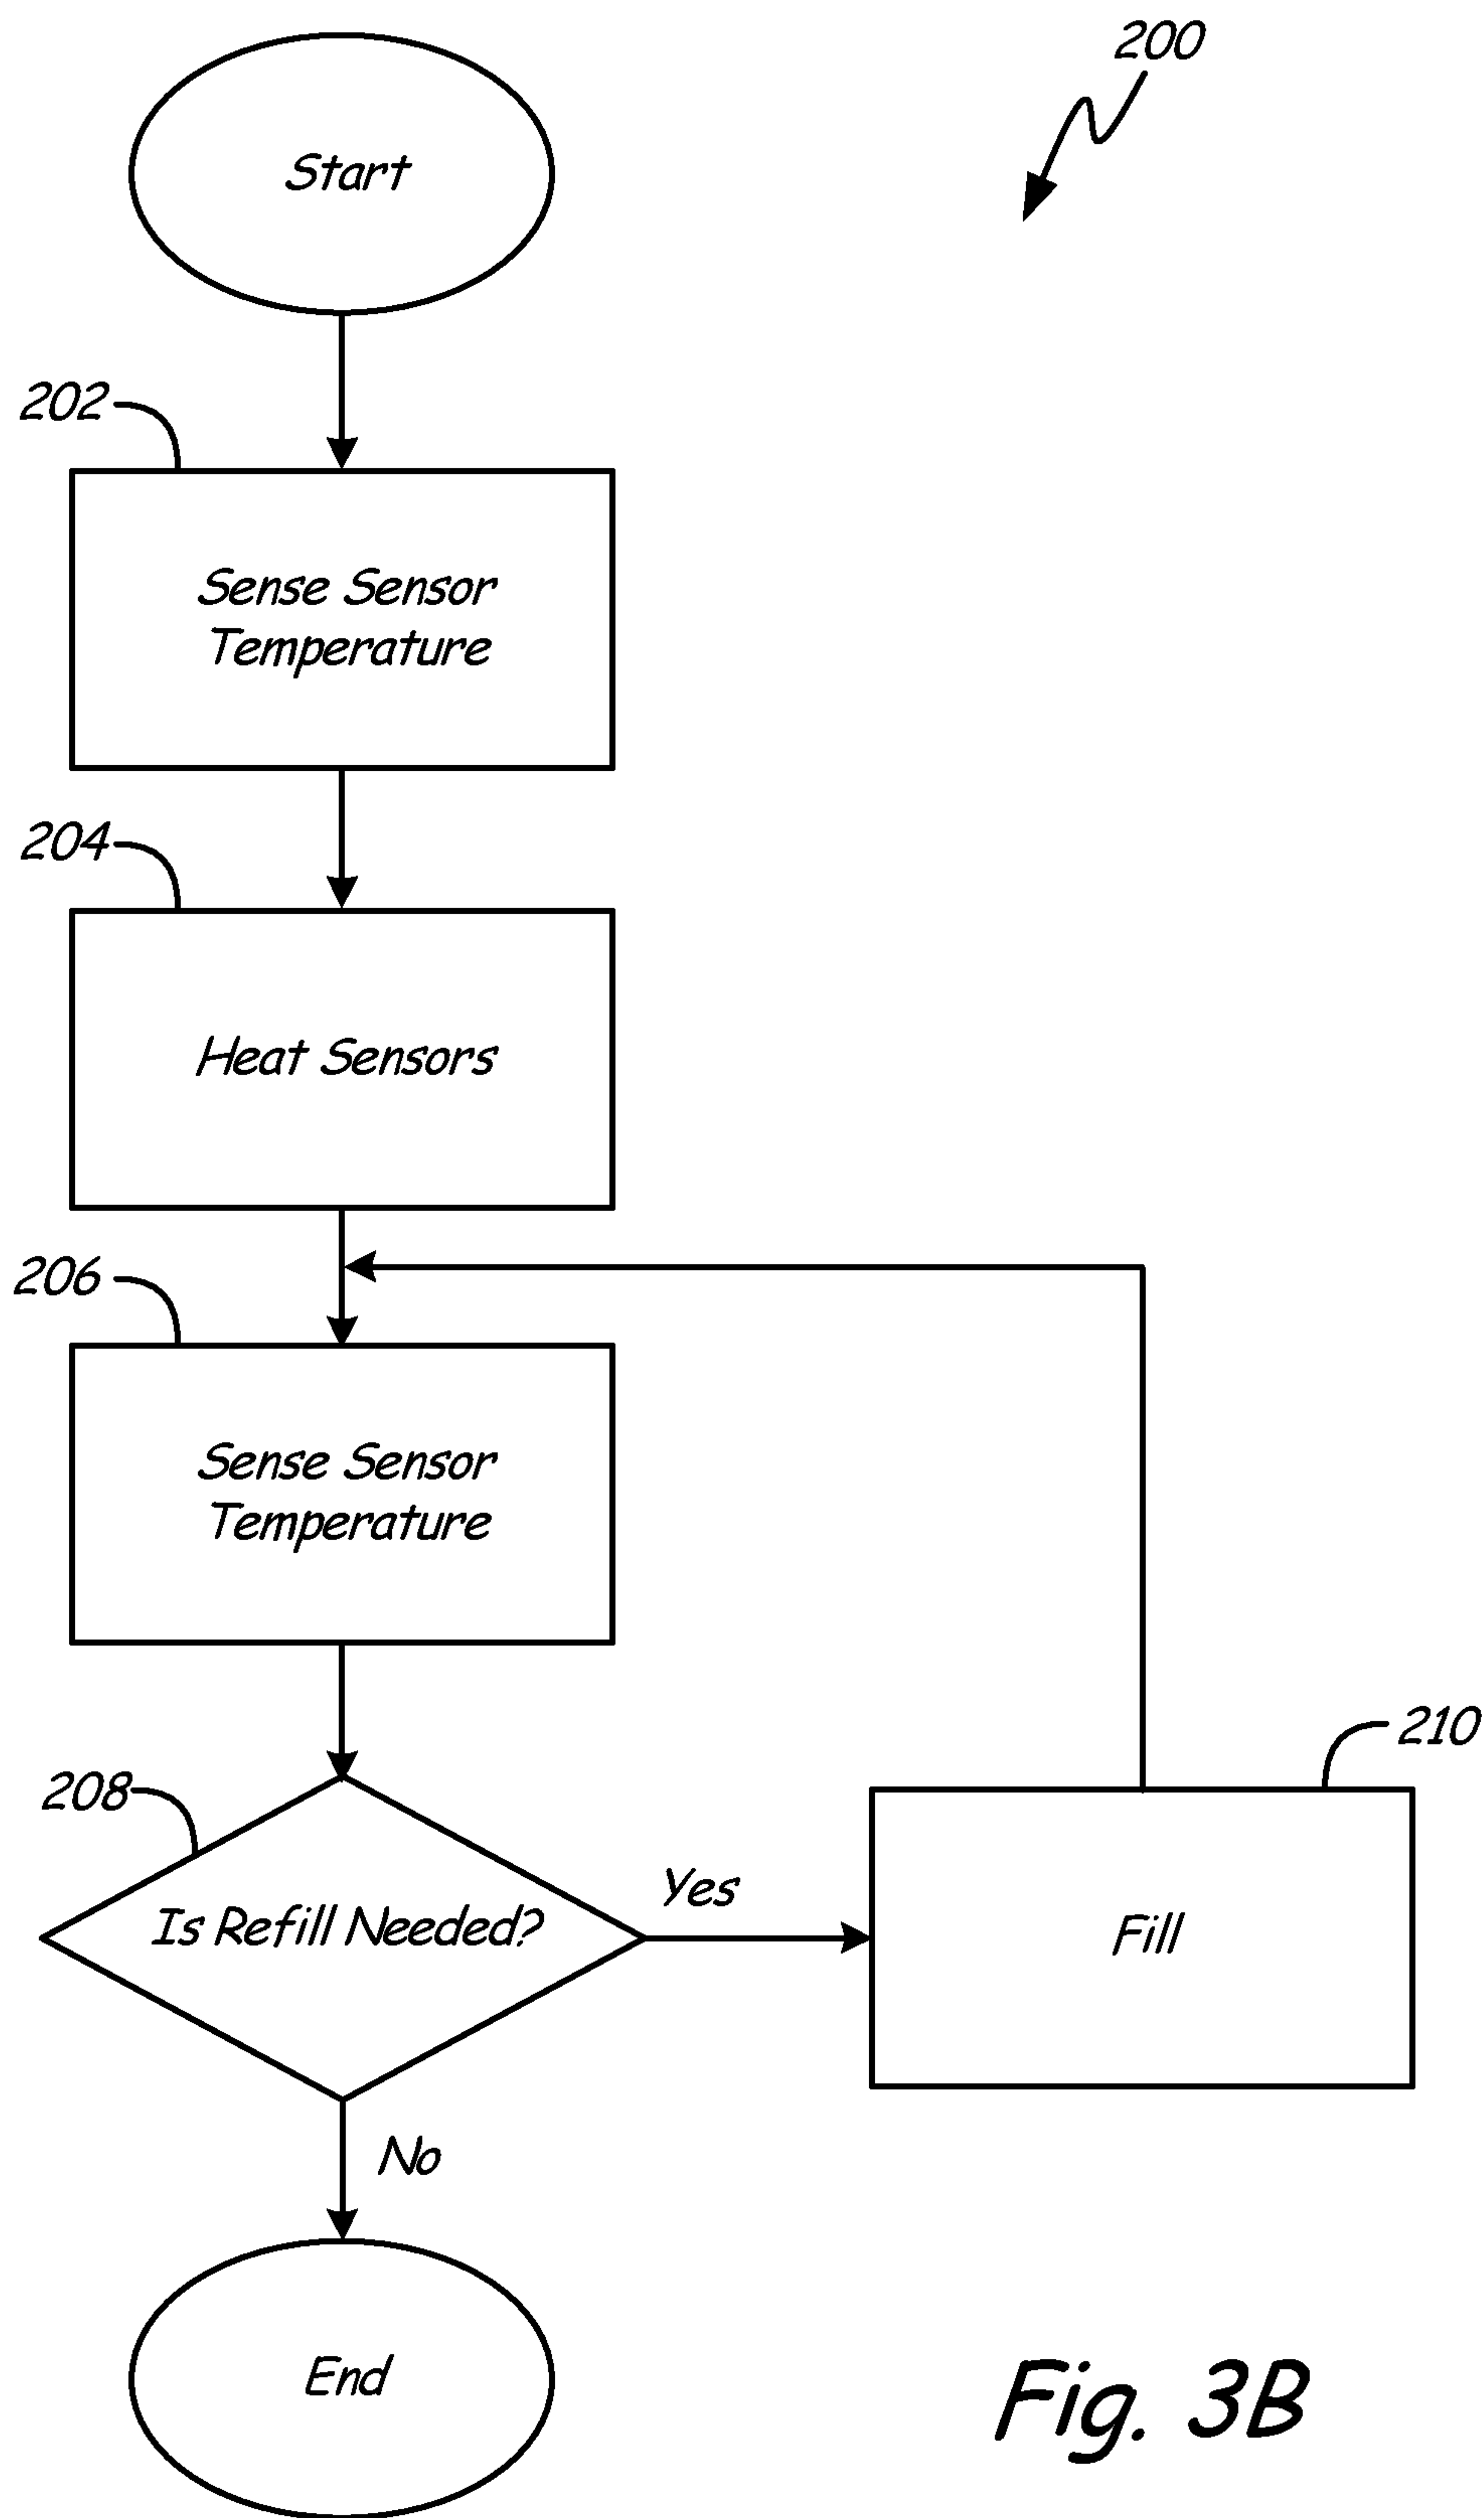 200
Start
202
Sense Sensor
Temperature
204
Heat Sensors
206
Sense Sensor
Temperature
208
Is Refill Needed?
Yes
210
Fill
No
End
Fig. 3B